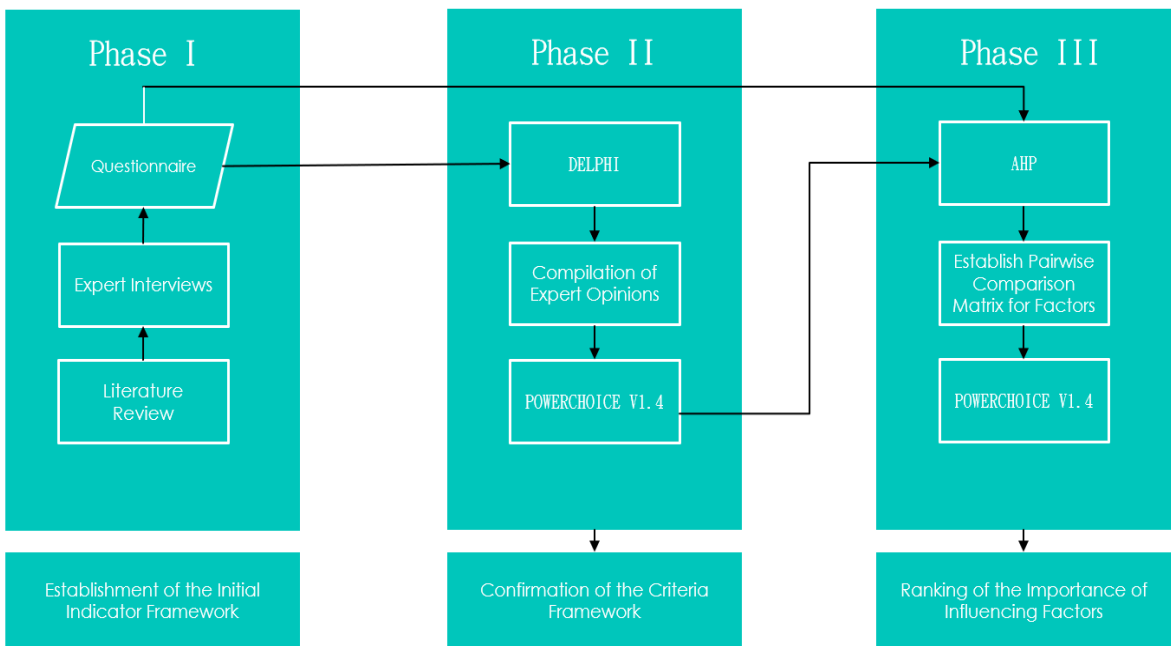 Phase I
Questionnaire
Expert Interviews
Literature
Review
Establishment of the Initial
Indicator Framework
Phase II
DELPHI
Compilation of
Expert Opinions
POWERCHOICE V1.4
Confirmation of the Criteria
Framework
Phase III
AHP
Establish Pairwise
Comparison
Matrix for Factors
POWERCHOICE V1.4
Ranking of the Importance of
Influencing Factors